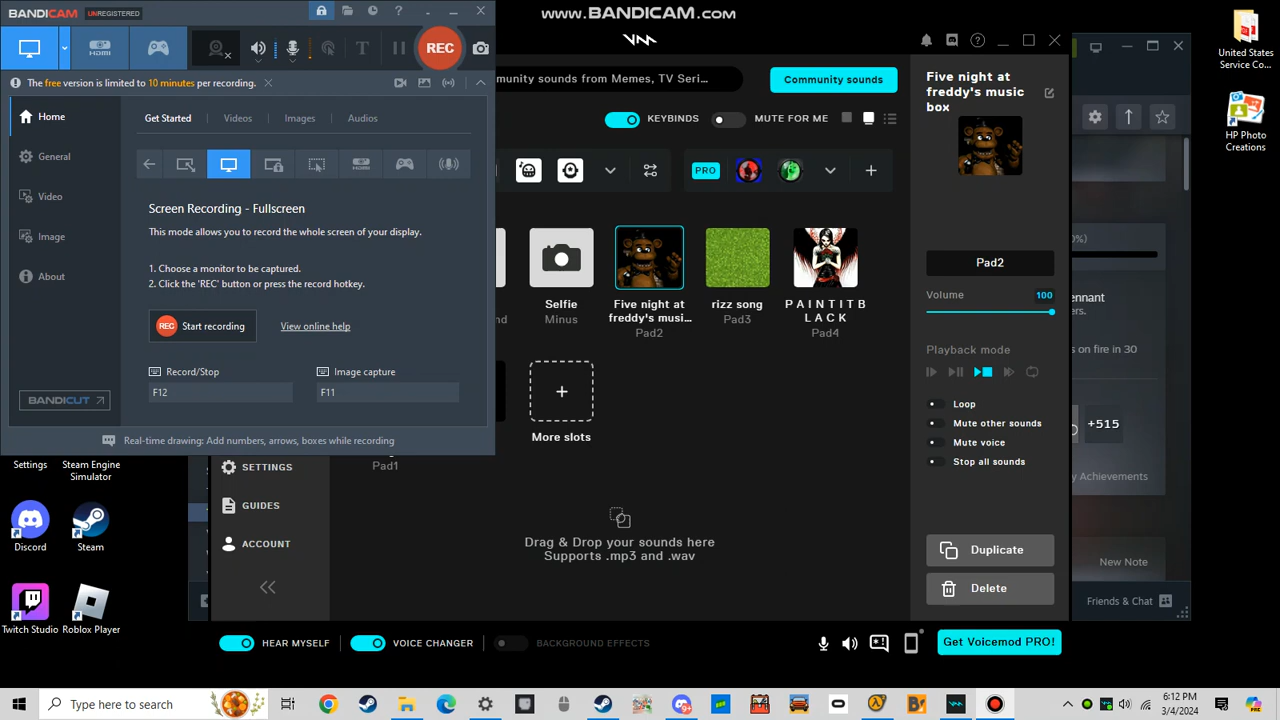 www.BANDICAM.com
BANDICAM UNREGISTERED
REC
The free version is limited to 10 minutes per recording.
Home
General
Video
Image
About
BANDICUT
Get Started
Videos
Images
Audios
Screen Recording - Fullscreen
This mode allows you to record the whole screen of your display.
1. Choose a monitor to be captured.
2. Click the 'REC' button or press the record hotkey.
REC Start recording
View online help
Record/Stop
F12
Image capture
F11
Real-time drawing: Add numbers, arrows, boxes while recording
munity sounds from Memes, TV Seri...
Community sounds
KEYBINDS
MUTE FOR ME
PRO
Selfie
Minus
Five night at
freddy's musi...
Pad2
rizz song
Pad3
P A I N T I T B
L A C K
Pad4
nd
More slots
Pad1
Drag & Drop your sounds here
Supports .mp3 and .wav
SETTINGS
GUIDES
ACCOUNT
HEAR MYSELF
VOICE CHANGER
BACKGROUND EFFECTS
Get Voicemod PRO!
Five night at
freddy's music
box
Pad2
Volume 100
Playback mode
Loop
Mute other sounds
Mute voice
Stop all sounds
Duplicate
Delete
%)
nnant
rs.
s on fire in 30
+515
y Achievements
New Note
Friends & Chat
United States
Service Co...
HP Photo
Creations
Settings
Steam Engine
Simulator
Discord
Steam
Twitch Studio
Roblox Player
Type here to search
6:12 PM
3/4/2024